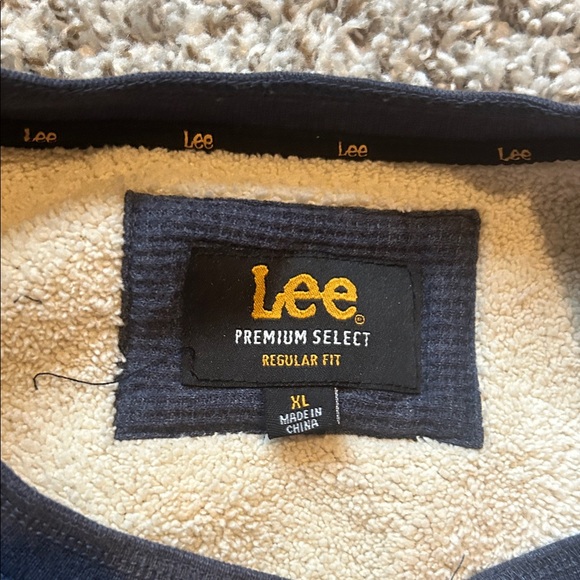 Lee Lee Lee Lee
Lee®
PREMIUM SELECT
REGULAR FIT
XL
MADE IN
CHINA